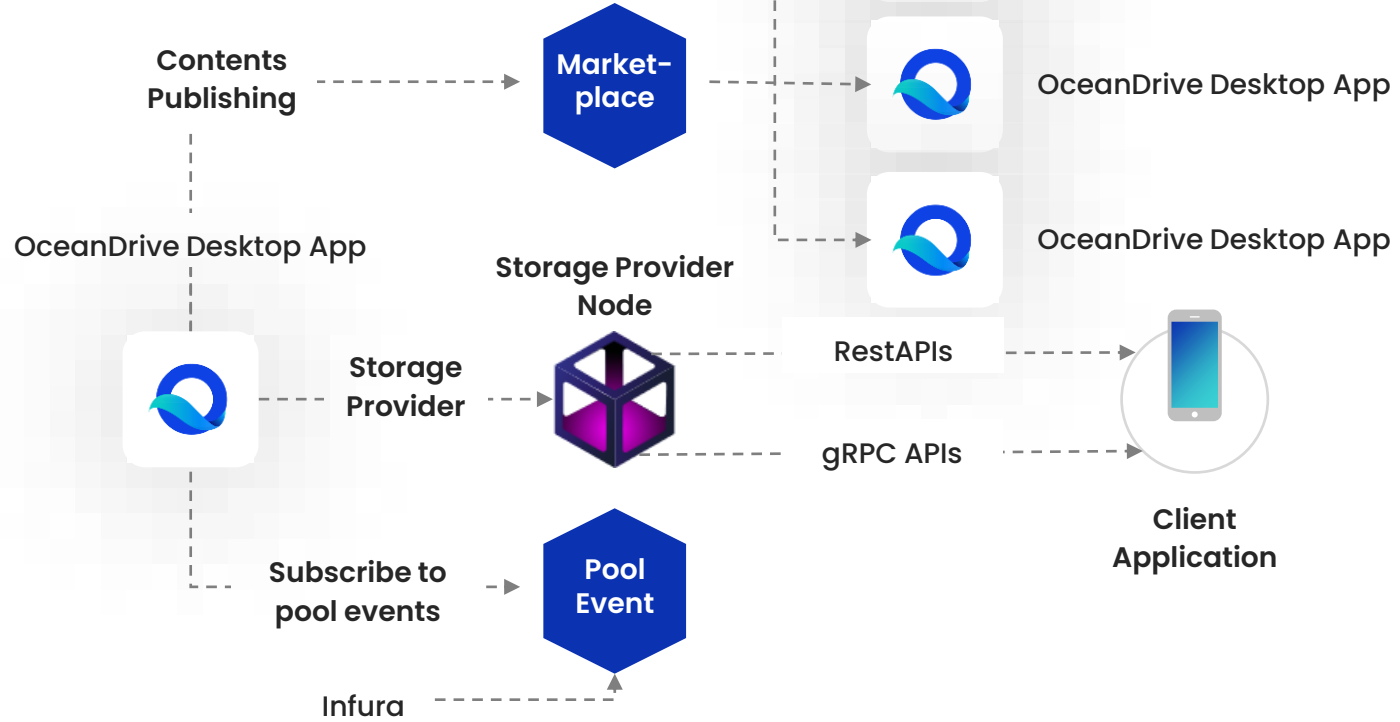 Contents
Publishing
Market-
place
OceanDrive Desktop App
OceanDrive Desktop App
OceanDrive Desktop App
Storage Provider
Node
Storage
Provider
RestAPIs
gRPC APIs
Client
Application
Subscribe to
pool events
Pool
Event
Infura